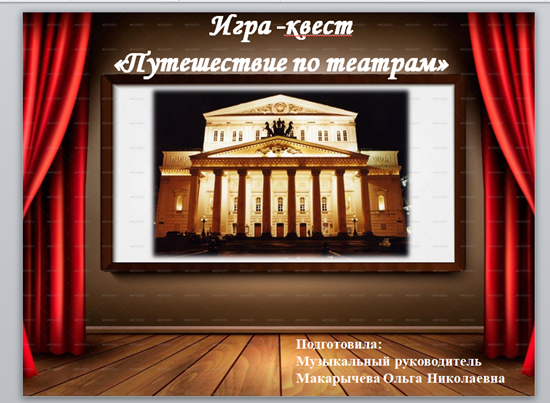 Игра -квест
«Путешествие по театрам»
Подготовила:
Музыкальный руководитель
Макарычева Ольга Николаевна